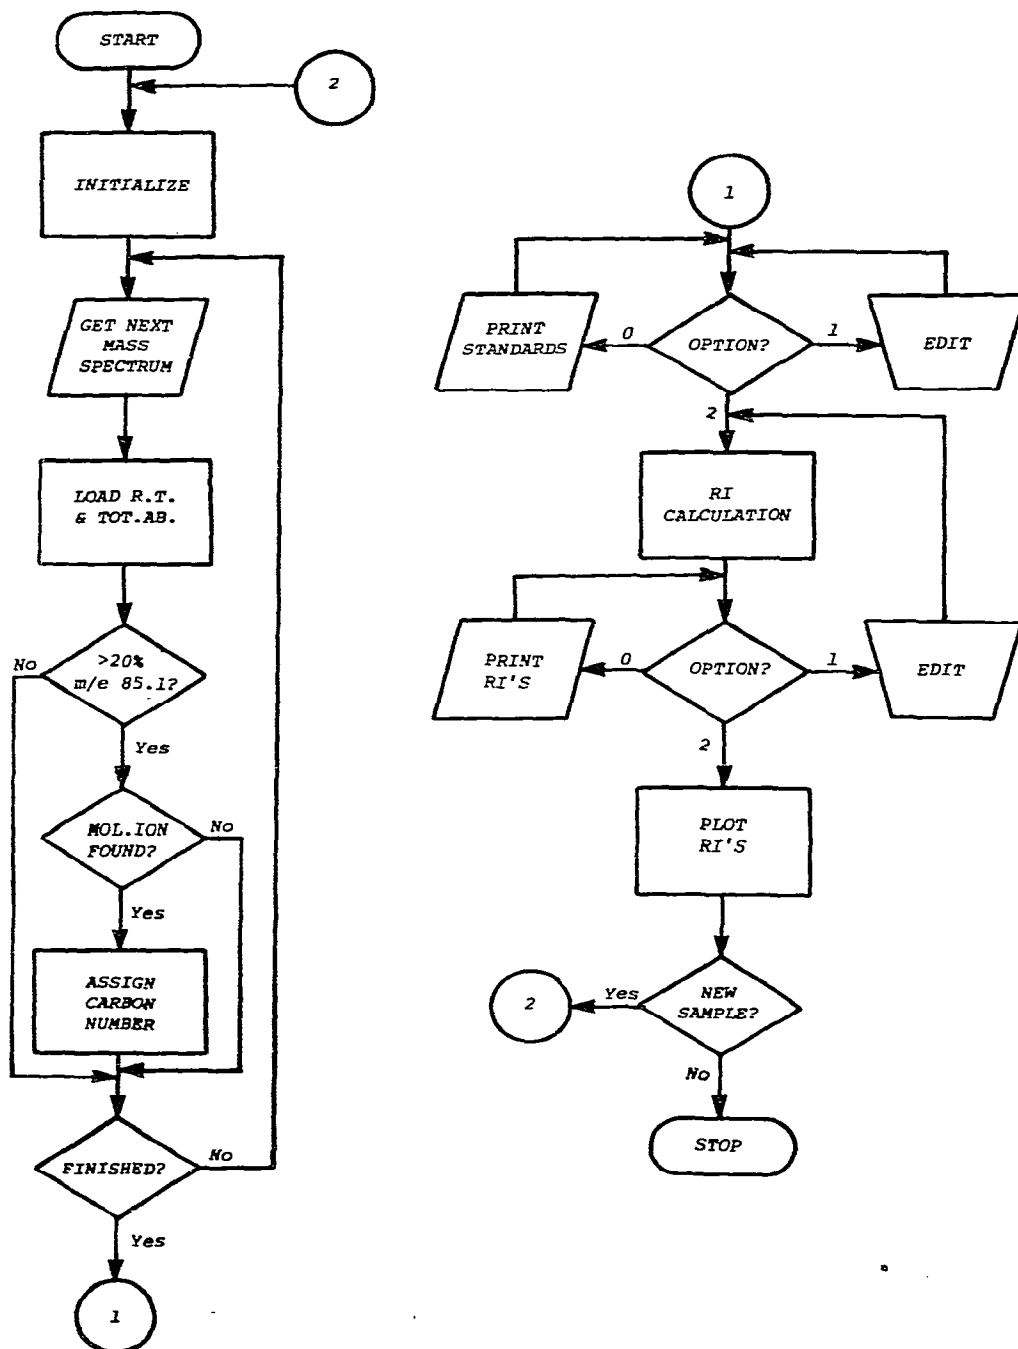 START
2
INITIALIZE
GET NEXT
MASS
SPECTRUM
LOAD R.T.
& TOT.AB.
No
>20%
m/e 85.1?
Yes
MOL.ION
FOUND?
No
Yes
ASSIGN
CARBON
NUMBER
FINISHED?
No
Yes
1
1
PRINT
STANDARDS
0
OPTION?
1
EDIT
2
RI
CALCULATION
PRINT
RI'S
0
OPTION?
1
EDIT
2
PLOT
RI'S
2
Yes
NEW
SAMPLE?
No
STOP